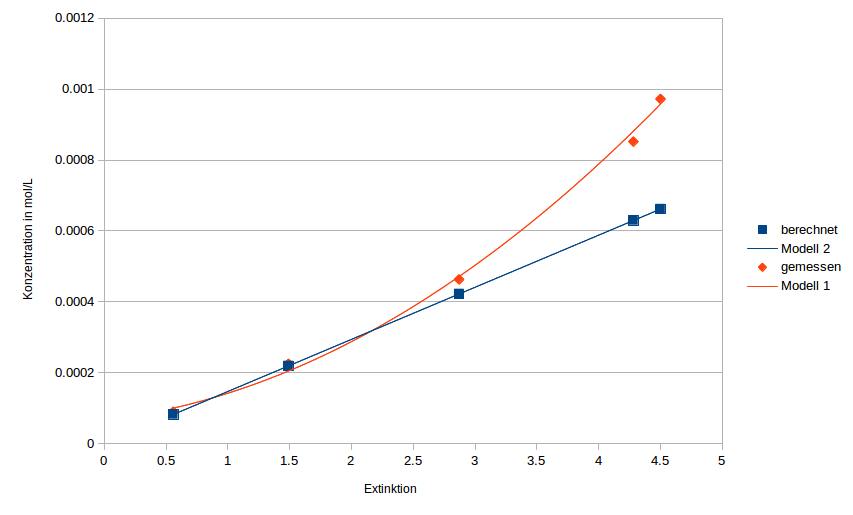 0.0012
0.001
0.0008
0.0006
0.0004
0.0002
0
Konzentration in mol/L
0 0.5 1 1.5 2 2.5 3 3.5 4 4.5 5
Extinktion
berechnet
Modell 2
gemessen
Modell 1